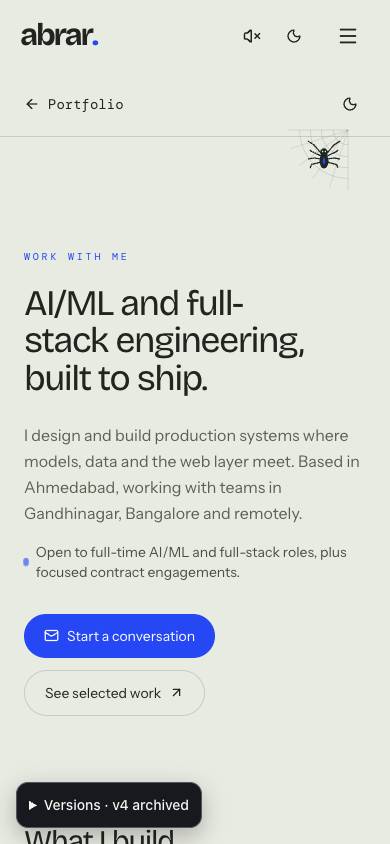 abrar.
← Portfolio
WORK WITH ME
AI/ML and full-
stack engineering,
built to ship.
I design and build production systems where
models, data and the web layer meet. Based in
Ahmedabad, working with teams in
Gandhinagar, Bangalore and remotely.
Open to full-time AI/ML and full-stack roles, plus
focused contract engagements.
Start a conversation
See selected work ↗
▶ Versions · v4 archived
What I build